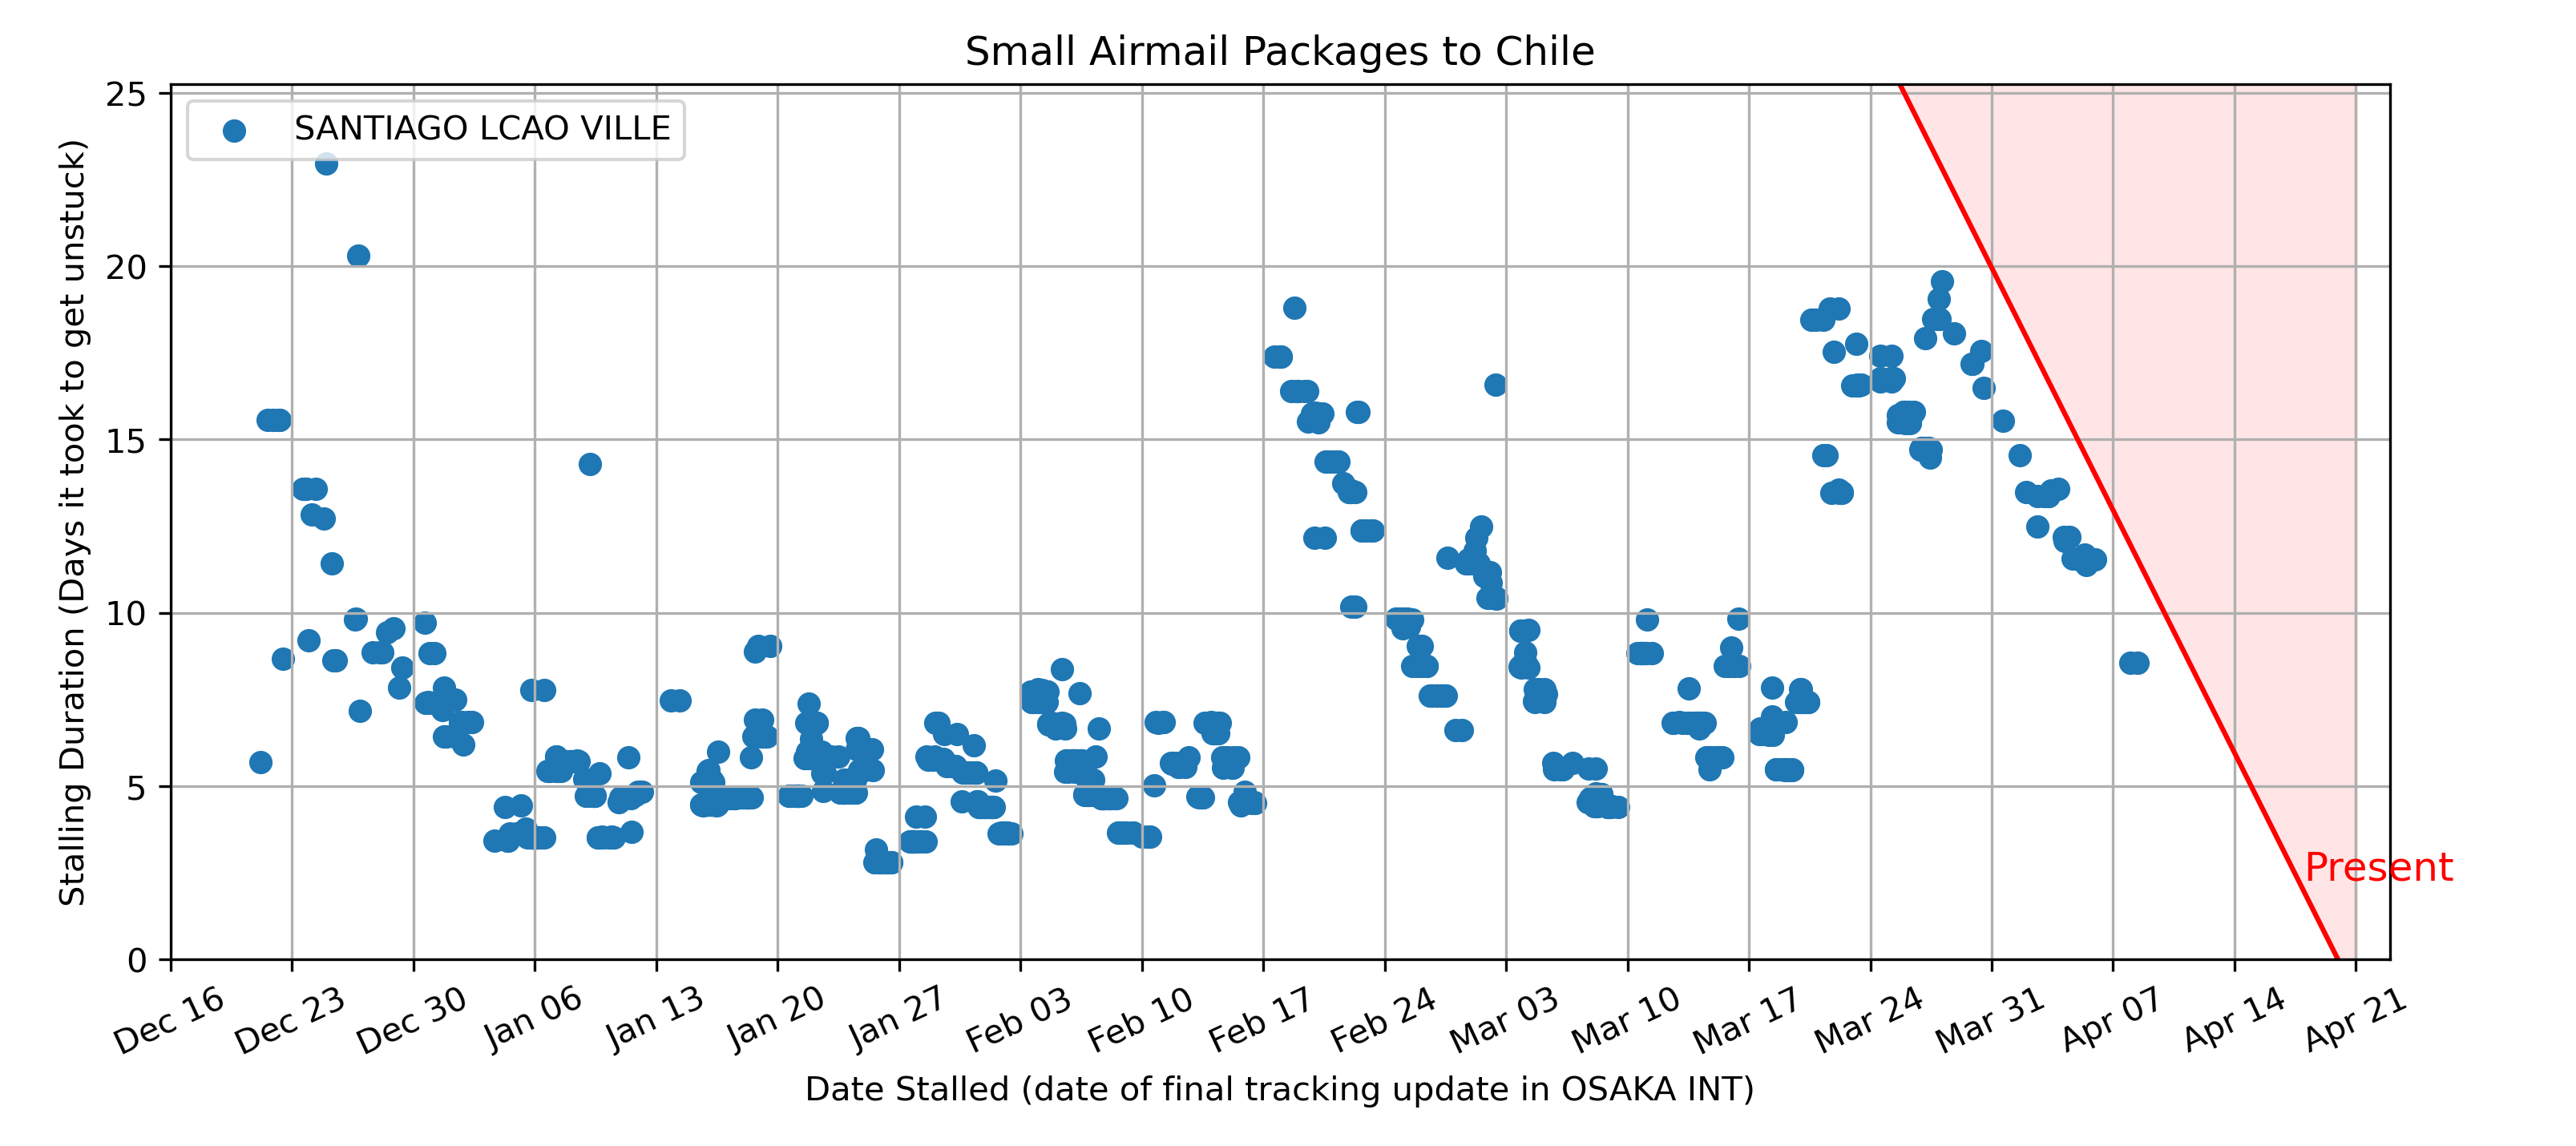 Small Airmail Packages to Chile
SANTIAGO LCAO VILLE
Stalling Duration (Days it took to get unstuck)
25
20
15
10
5
0
Present
Dec 16
Dec 23
Dec 30
Jan 06
Jan 13
Jan 20
Jan 27
Feb 03
Feb 10
Feb 17
Feb 24
Mar 03
Mar 10
Mar 17
Mar 24
Mar 31
Apr 07
Apr 14
Apr 21
Date Stalled (date of final tracking update in OSAKA INT)